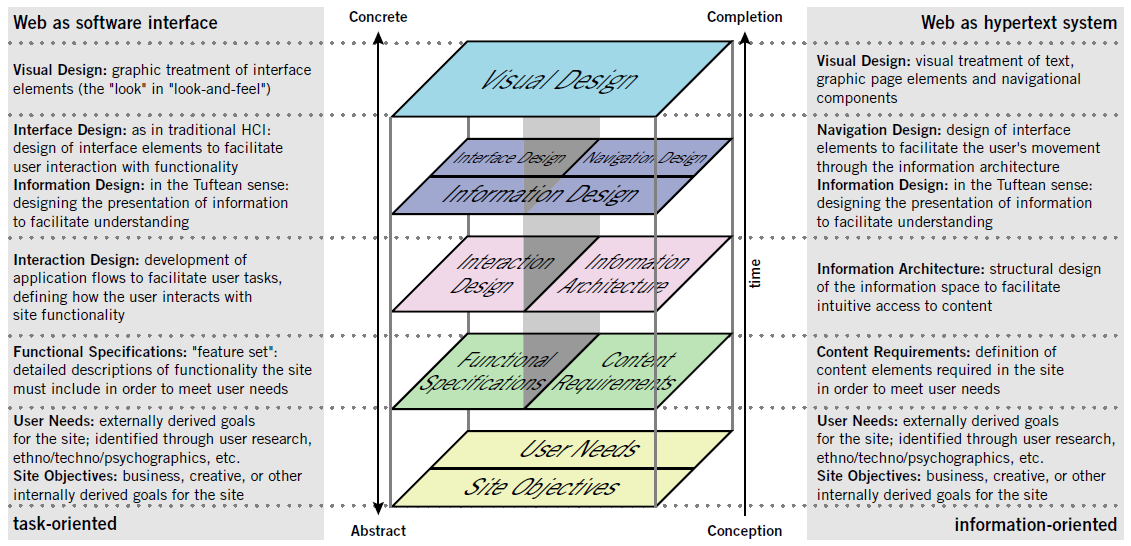 Web as software interface
Visual Design: graphic treatment of interface
elements (the "look" in "look-and-feel")
Interface Design: as in traditional HCI:
design of interface elements to facilitate
user interaction with functionality
Information Design: in the Tuftean sense:
designing the presentation of information
to facilitate understanding
Interaction Design: development of
application flows to facilitate user tasks,
defining how the user interacts with
site functionality
Functional Specifications: "feature set":
detailed descriptions of functionality the site
must include in order to meet user needs
User Needs: externally derived goals
for the site; identified through user research,
ethno/techno/psychographics, etc.
Site Objectives: business, creative, or other
internally derived goals for the site
task-oriented
Concrete
Completion
Visual Design
Interface Design
Navigation Design
Information Design
Interaction
Design
Information
Architecture
Functional
Specifications
Content
Requirements
User Needs
Site Objectives
time
Abstract
Conception
Web as hypertext system
Visual Design: visual treatment of text,
graphic page elements and navigational
components
Navigation Design: design of interface
elements to facilitate the user's movement
through the information architecture
Information Design: in the Tuftean sense:
designing the presentation of information
to facilitate understanding
Information Architecture: structural design
of the information space to facilitate
intuitive access to content
Content Requirements: definition of
content elements required in the site
in order to meet user needs
User Needs: externally derived goals
for the site; identified through user research,
ethno/techno/psychographics, etc.
Site Objectives: business, creative, or other
internally derived goals for the site
information-oriented